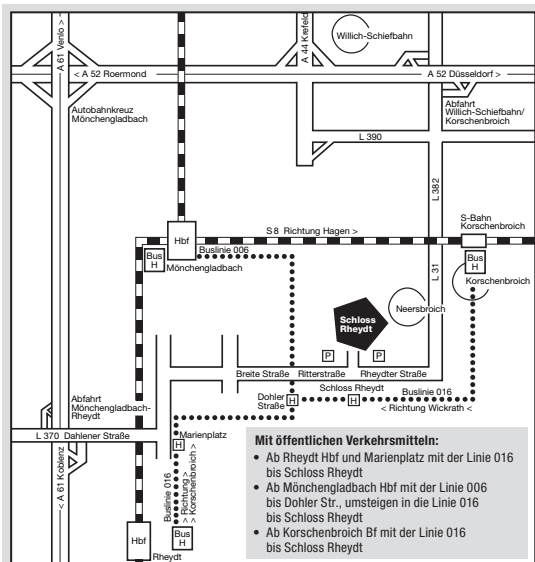 A 61 Venlo >
A 44 Krefeld
Willich-Schiefbahn
< A 52 Roermond
A 52 Düsseldorf >
Autobahnkreuz
Mönchengladbach
Abfahrt
Willich-Schiefbahn/
Korschenbroich
L 390
L 382
S-Bahn
Korschenbroich
S 8 Richtung Hagen >
Hbf
Buslinie 006
Bus
H
Mönchengladbach
Bus
H
Korschenbroich
L 31
Neersbroich
Schloss
Rheydt
P
P
Breite Straße
Ritterstraße
Rheydter Straße
Schloss Rheydt
Dohler
Straße
H
H
Buslinie 016
< Richtung Wickrath <
Abfahrt
Mönchengladbach-
Rheydt
L 370 Dahlener Straße
Marienplatz
H
< A 61 Koblenz
Buslinie 016
> Richtung >
> Korschenbroich >
Bus
H
Hbf
Rheydt
Mit öffentlichen Verkehrsmitteln:
• Ab Rheydt Hbf und Marienplatz mit der Linie 016
bis Schloss Rheydt
• Ab Mönchengladbach Hbf mit der Linie 006
bis Dohler Str., umsteigen in die Linie 016
bis Schloss Rheydt
• Ab Korschenbroich Bf mit der Linie 016
bis Schloss Rheydt